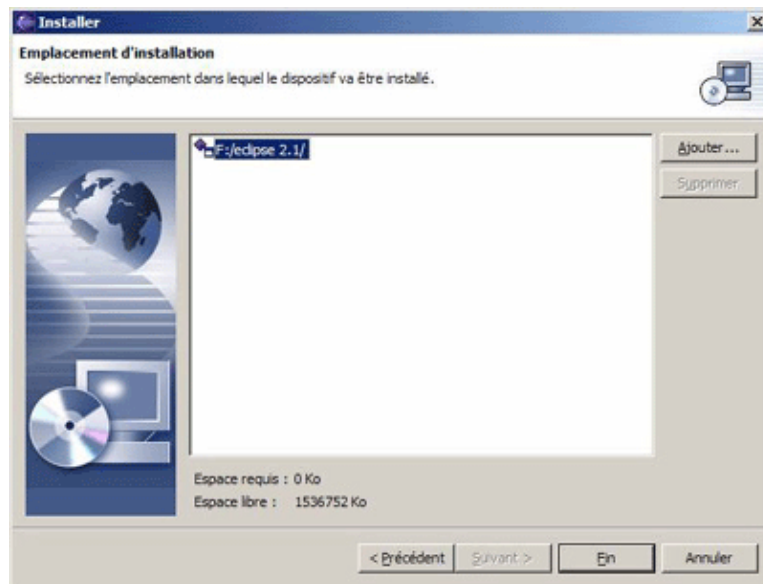 Installer
Emplacement d'installation
Sélectionnez l'emplacement dans lequel le dispositif va être installé.
F:/eclipse 2.1/
Ajouter...
Supprimer
Espace requis : 0 Ko
Espace libre : 1536752 Ko
< Précédent
Suivant >
Fin
Annuler